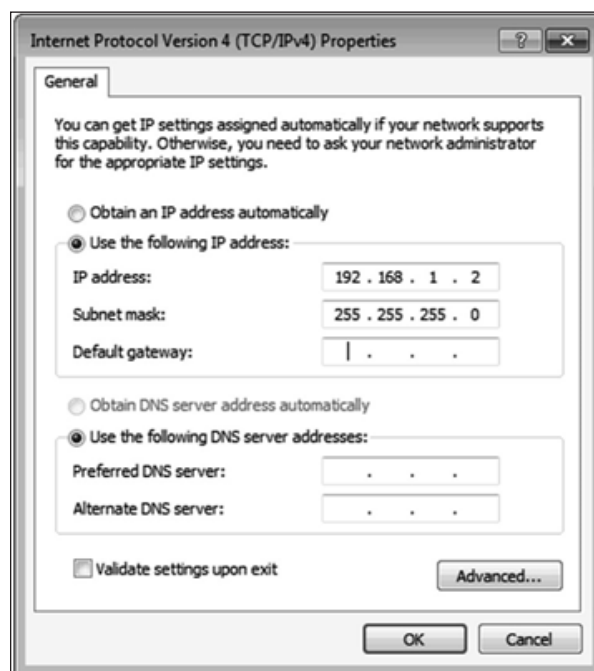 Internet Protocol Version 4 (TCP/IPv4) Properties
General
You can get IP settings assigned automatically if your network supports
this capability. Otherwise, you need to ask your network administrator
for the appropriate IP settings.
Obtain an IP address automatically
Use the following IP address:
IP address: 192 . 168 . 1 . 2
Subnet mask: 255 . 255 . 255 . 0
Default gateway: . . .
Obtain DNS server address automatically
Use the following DNS server addresses:
Preferred DNS server: . . .
Alternate DNS server: . . .
Validate settings upon exit
Advanced...
OK Cancel